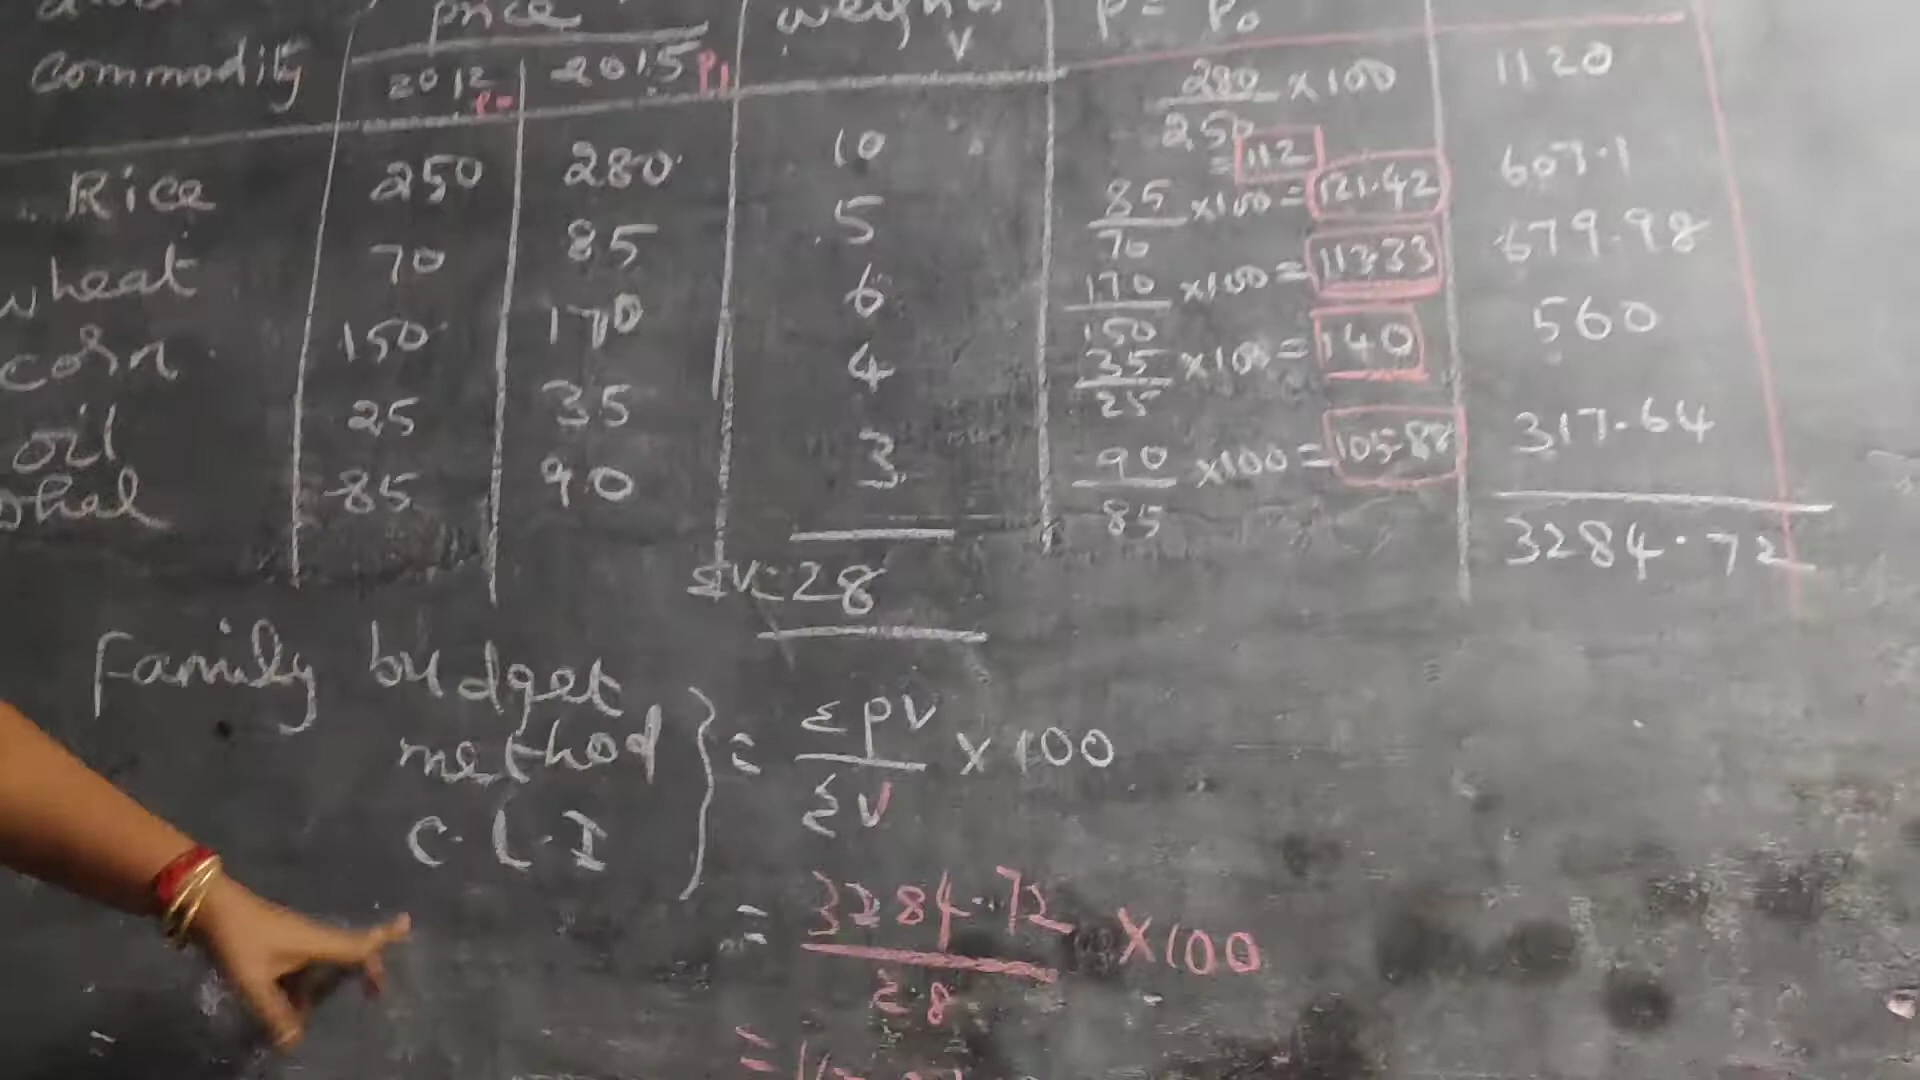 price weights P = P0
commodity 2012 P0 2015 P1 V
Rice 250 280 10 280/250 × 100 = 112 1120
wheat 70 85 5 85/70 ×100 = 121.42 607.1
corn 150 170 6 170/150 ×100 = 113.33 679.98
oil 25 35 4 35/25 ×100 = 140 560
Dhal 85 90 3 90/85 ×100 = 105.88 317.64
ΣV=28 3284.72
Family budget
method
C.L.I
} = ΣPV/ΣV × 100
= 3284.72/28 × 100